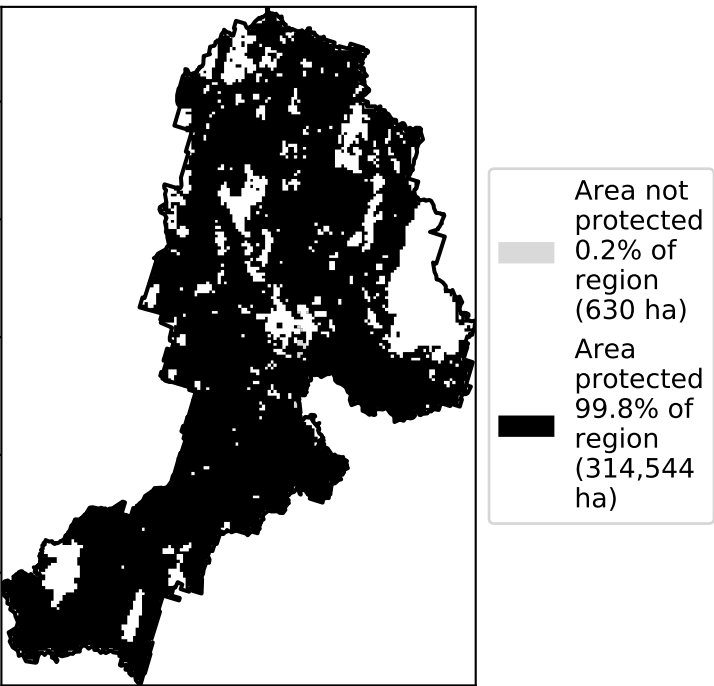 Area not
protected
0.2% of
region
(630 ha)
Area
protected
99.8% of
region
(314,544
ha)